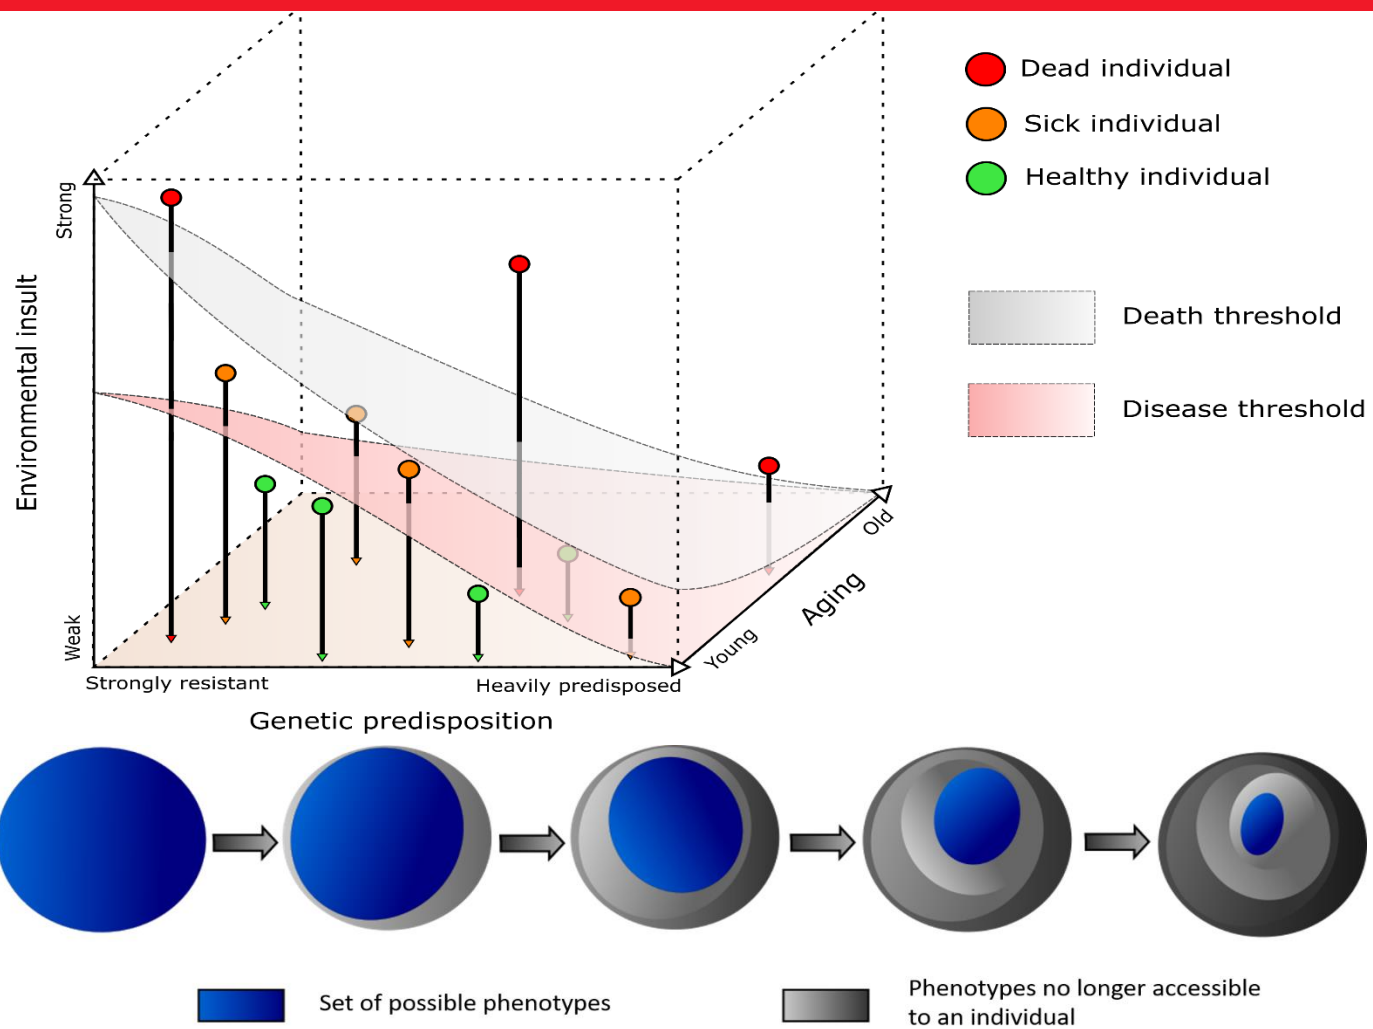 Dead individual
Sick individual
Healthy individual
Strong
Environmental insult
Death threshold
Disease threshold
Old
Aging
Weak
Young
Strongly resistant
Heavily predisposed
Genetic predisposition
Set of possible phenotypes
Phenotypes no longer accessible
to an individual